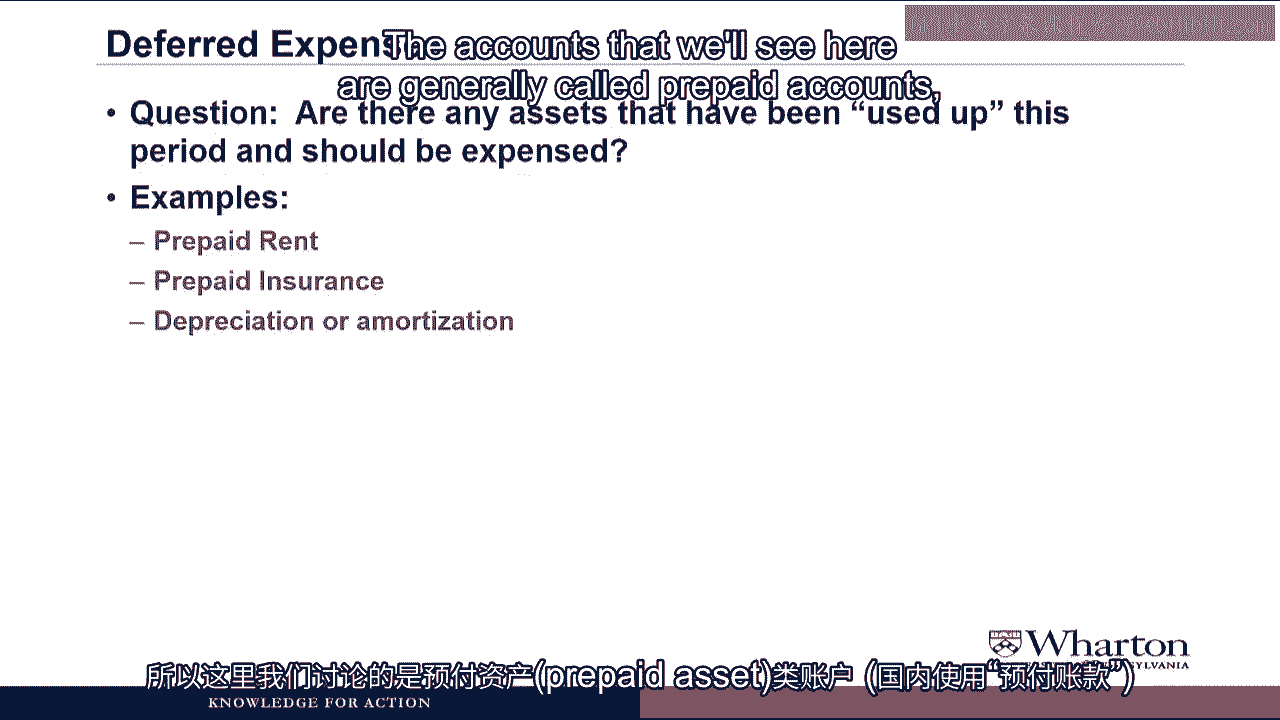 Deferred Expens
The accounts that we'll see here
are generally called prepaid accounts,
• Question: Are there any assets that have been “used up” this
period and should be expensed?
• Examples:
– Prepaid Rent
– Prepaid Insurance
– Depreciation or amortization
Wharton
所以这里我们讨论的是预付资产(prepaid asset)类账户 (国内使用“预付账款”)
KNOWLEDGE FOR ACTION